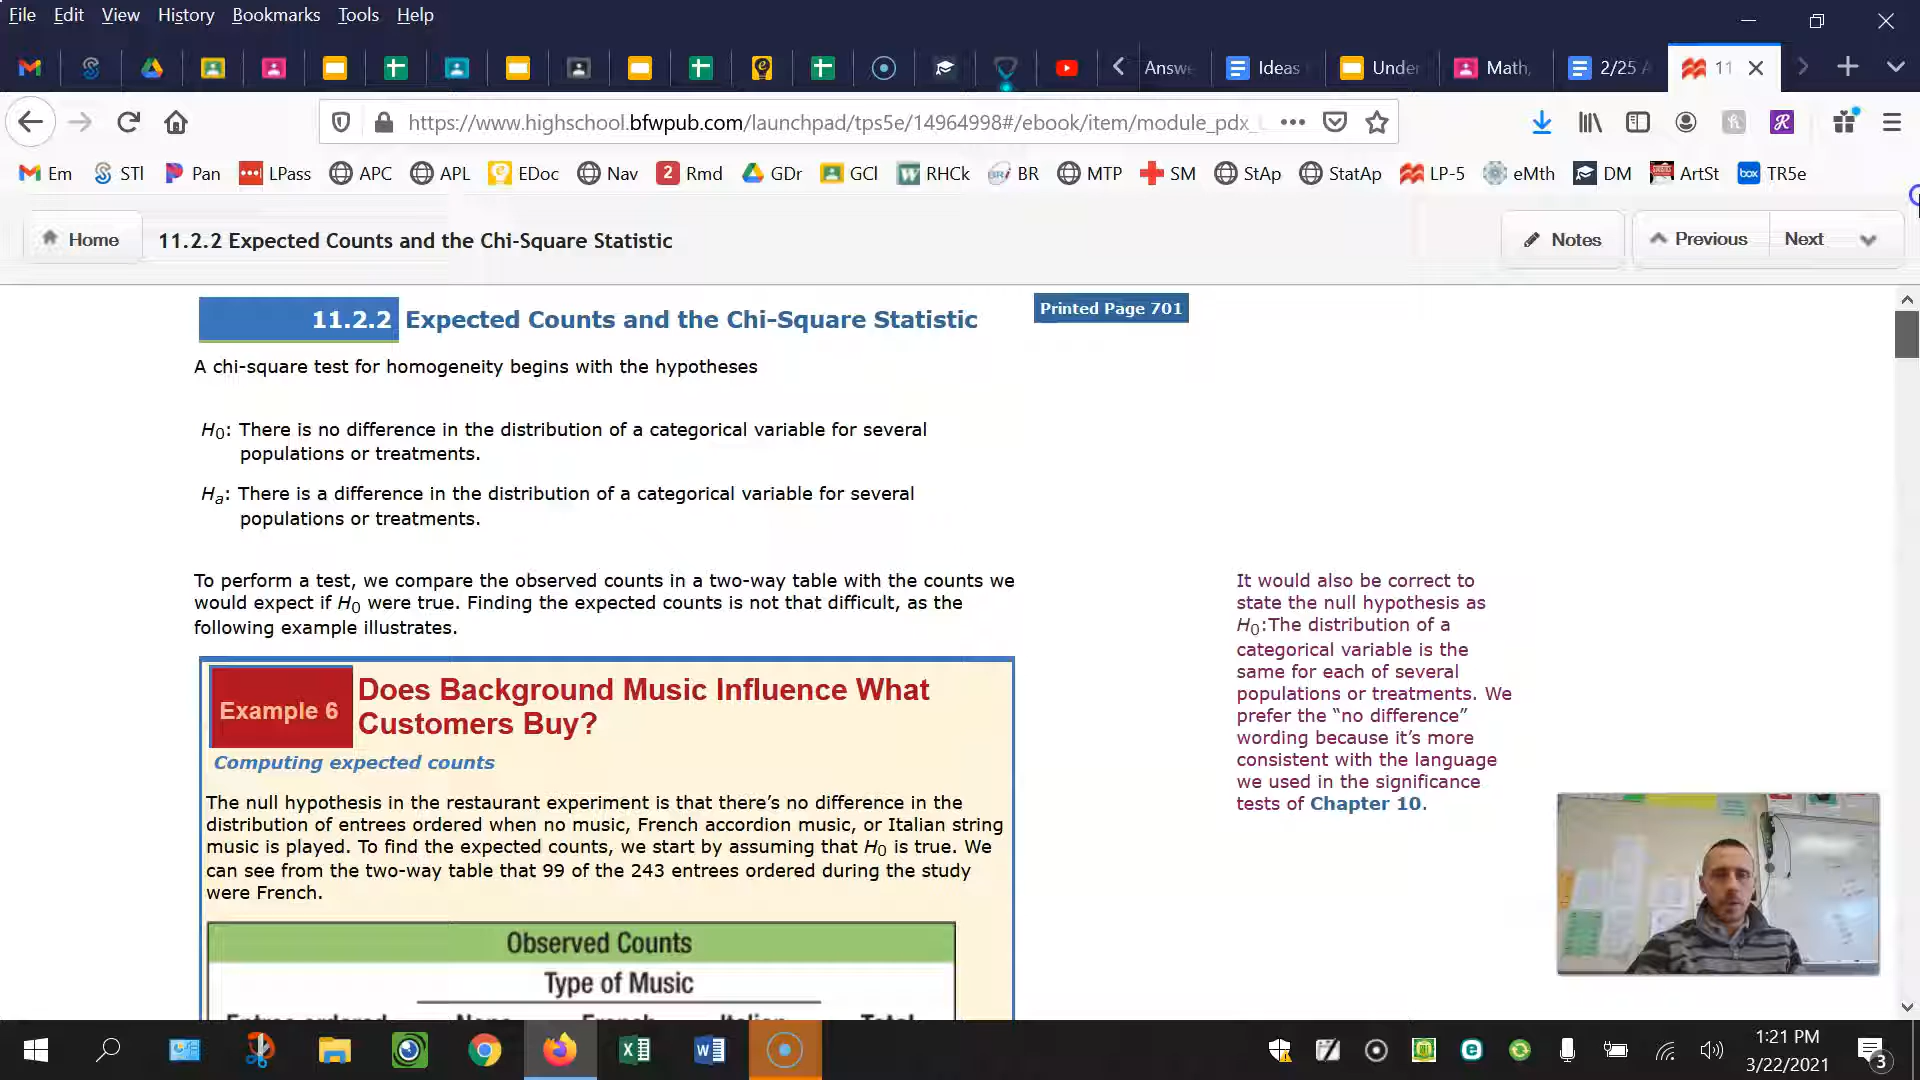 File Edit View History Bookmarks Tools Help
Answe Ideas Under Math, 2/25 A 11
https://www.highschool.bfwpub.com/launchpad/tps5e/14964998#/ebook/item/module_pdx_
Em STl Pan LPass APC APL EDoc Nav 2 Rmd GDr GCl RHCk BR MTP SM StAp StatAp LP-5 eMth DM ArtSt box TR5e
Home 11.2.2 Expected Counts and the Chi-Square Statistic Notes Previous Next
11.2.2 Expected Counts and the Chi-Square Statistic
Printed Page 701
A chi-square test for homogeneity begins with the hypotheses
H0: There is no difference in the distribution of a categorical variable for several
populations or treatments.
Ha: There is a difference in the distribution of a categorical variable for several
populations or treatments.
To perform a test, we compare the observed counts in a two-way table with the counts we
would expect if H0 were true. Finding the expected counts is not that difficult, as the
following example illustrates.
It would also be correct to
state the null hypothesis as
H0:The distribution of a
categorical variable is the
same for each of several
populations or treatments. We
prefer the “no difference”
wording because it’s more
consistent with the language
we used in the significance
tests of Chapter 10.
Example 6
Does Background Music Influence What
Customers Buy?
Computing expected counts
The null hypothesis in the restaurant experiment is that there’s no difference in the
distribution of entrees ordered when no music, French accordion music, or Italian string
music is played. To find the expected counts, we start by assuming that H0 is true. We
can see from the two-way table that 99 of the 243 entrees ordered during the study
were French.
Observed Counts
Type of Music
Entree ordered None French Italian Total
1:21 PM
3/22/2021
3